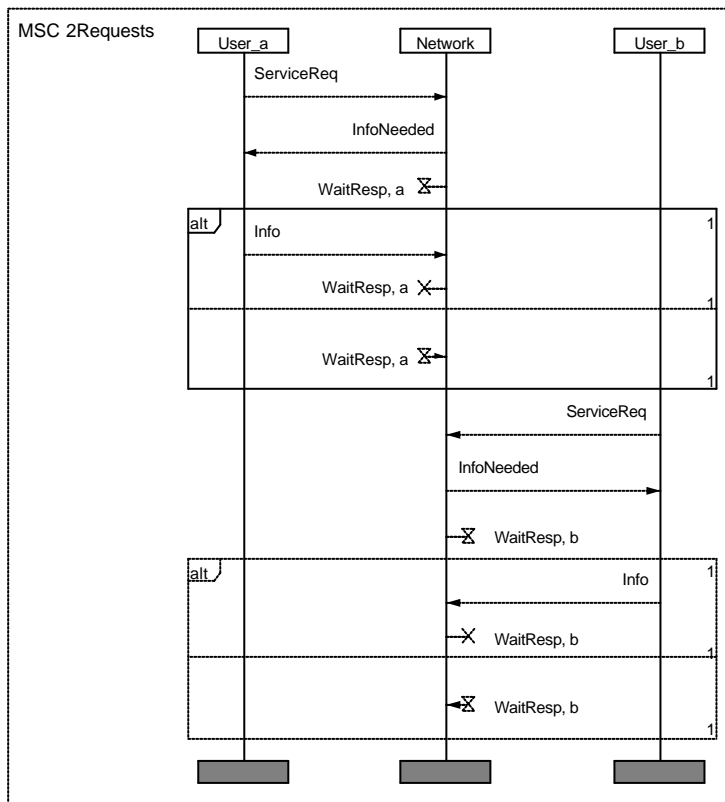 MSC 2Requests
User_a
Network
User_b
ServiceReq
InfoNeeded
WaitResp, a
alt
1
Info
WaitResp, a
1
WaitResp, a
1
ServiceReq
InfoNeeded
WaitResp, b
alt
1
Info
WaitResp, b
1
WaitResp, b
1